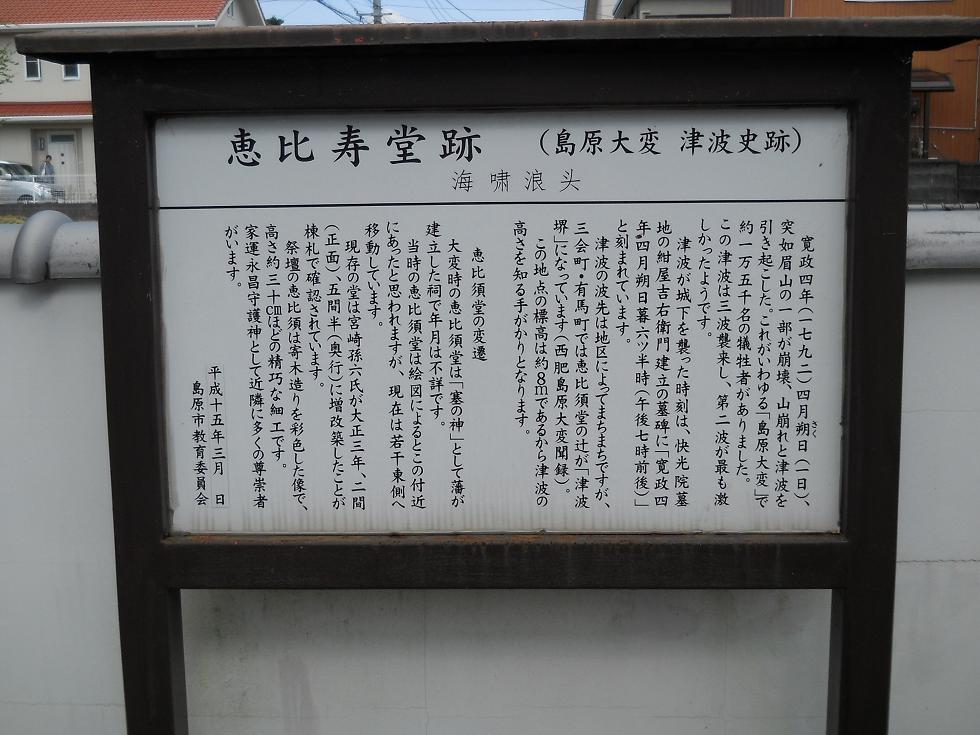 恵比寿堂跡 (島原大変 津波史跡)
海啸浪头
寛政四年(一七九二)四月朔日(一日)、
さく
突如眉山の一部が崩壊、山崩れと津波を
引き起こした。これがいわゆる「島原大変」で
約一万五千名の犠牲者がありました。
この津波は三波襲来し、第二波が最も激
しかったようです。
津波が城下を襲った時刻は、快光院墓
地の紺屋吉右衛門建立の墓碑に「寛政四
年四月朔日暮六ツ半時(午後七時前後)」
と刻まれています。
津波の波先は地区によってまちまちですが、
三会町・有馬町では恵比須堂の辻が「津波
堺」になっています(西肥島原大変聞録)。
この地点の標高は約8mであるから津波の
高さを知る手がかりとなります。
恵比須堂の変遷
大変時の恵比須堂は「塞の神」として藩が
建立した祠で年月は不詳です。
当時の恵比須堂は絵図によるとこの付近
にあったと思われますが、現在は若干東側へ
移動しています。
現存の堂は宮崎孫六氏が大正三年、二間
(正面)、五間半(奥行)に増改築したことが
棟札で確認されています。
祭壇の恵比須は寄木造りを彩色した像で、
高さ約三十cmほどの精巧な細工です。
家運永昌守護神として近隣に多くの尊崇者
がいます。
平成十五年三月 日
島原市教育委員会